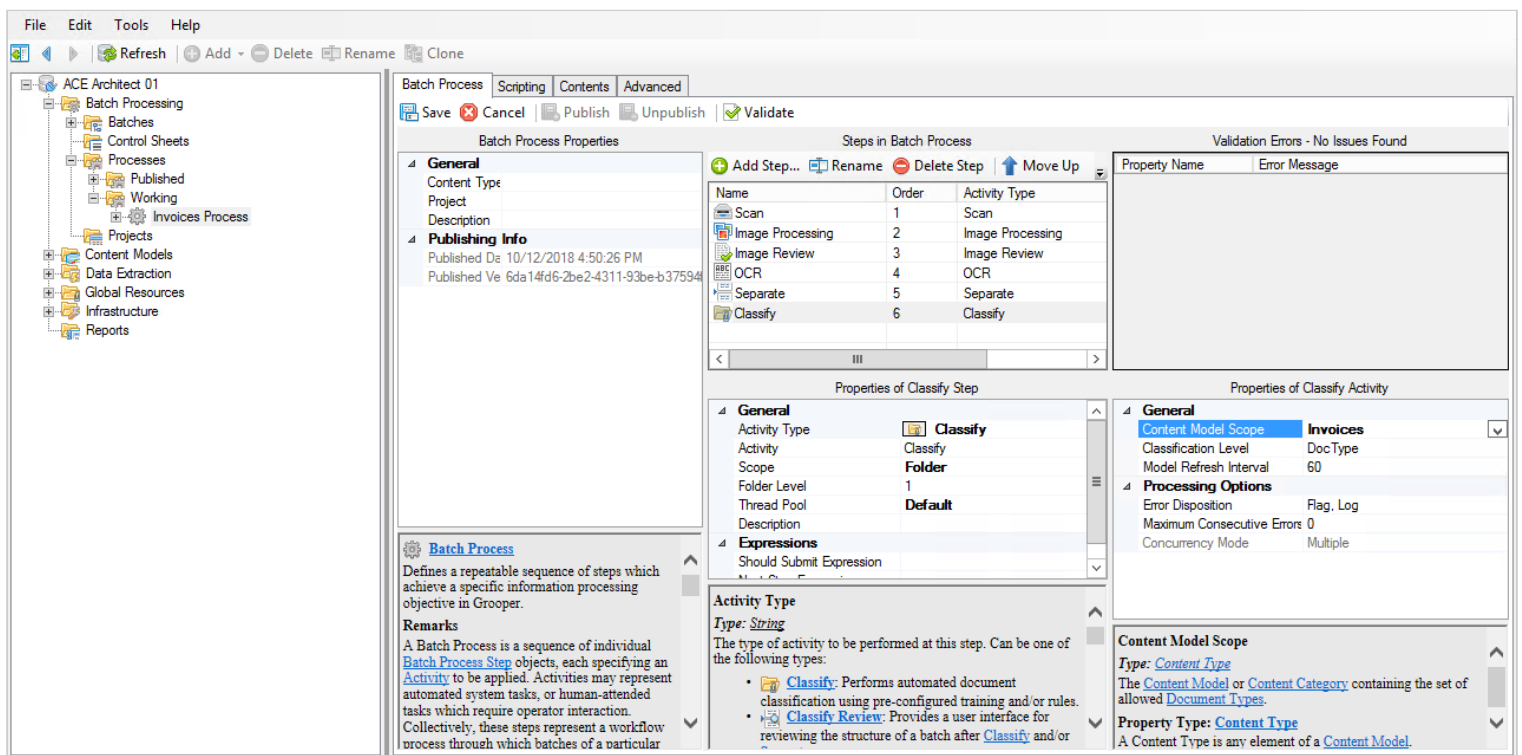 File Edit Tools Help
Refresh Add Delete Rename Clone
ACE Architect 01
Batch Processing
Batches
Control Sheets
Processes
Published
Working
Invoices Process
Projects
Content Models
Data Extraction
Global Resources
Infrastructure
Reports
Batch Process Scripting Contents Advanced
Save Cancel Publish Unpublish Validate
Batch Process Properties
General
Content Type
Project
Description
Publishing Info
Published Da 10/12/2018 4:50:26 PM
Published Ve 6da14fd6-2be2-4311-93be-b37594f
Batch Process
Defines a repeatable sequence of steps which
achieve a specific information processing
objective in Grooper.
Remarks
A Batch Process is a sequence of individual
Batch Process Step objects, each specifying an
Activity to be applied. Activities may represent
automated system tasks, or human-attended
tasks which require operator interaction.
Collectively, these steps represent a workflow
process through which batches of a particular
Steps in Batch Process
Add Step... Rename Delete Step Move Up
Name Order Activity Type
Scan 1 Scan
Image Processing 2 Image Processing
Image Review 3 Image Review
OCR 4 OCR
Separate 5 Separate
Classify 6 Classify
Properties of Classify Step
General
Activity Type Classify
Activity Classify
Scope Folder
Folder Level 1
Thread Pool Default
Description
Expressions
Should Submit Expression
Activity Type
Type: String
The type of activity to be performed at this step. Can be one of
the following types:
• Classify: Performs automated document
classification using pre-configured training and/or rules.
• Classify Review: Provides a user interface for
reviewing the structure of a batch after Classify and/or
Validation Errors - No Issues Found
Property Name Error Message
Properties of Classify Activity
General
Content Model Scope Invoices
Classification Level DocType
Model Refresh Interval 60
Processing Options
Error Disposition Flag, Log
Maximum Consecutive Errors 0
Concurrency Mode Multiple
Content Model Scope
Type: Content Type
The Content Model or Content Category containing the set of
allowed Document Types.
Property Type: Content Type
A Content Type is any element of a Content Model.